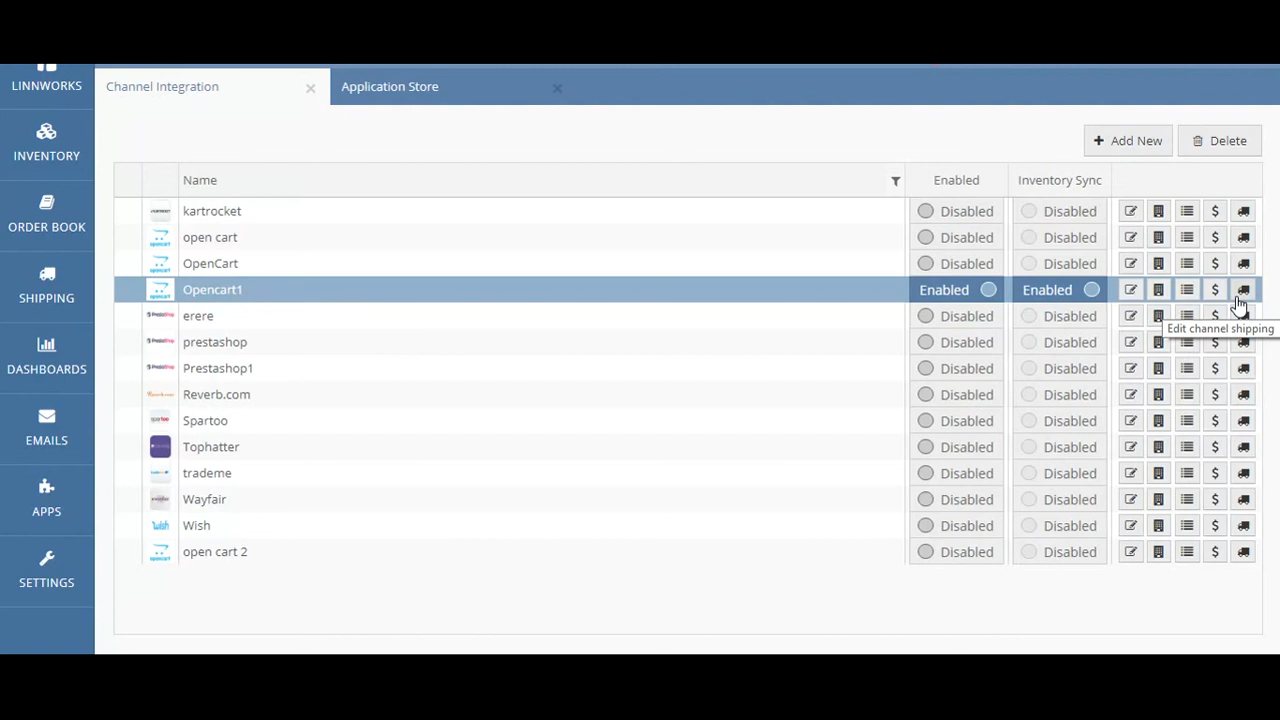 LINNWORKS
Channel Integration
Application Store
INVENTORY
Add New
Delete
Name
Enabled
Inventory Sync
kartrocket
Disabled
Disabled
$
open cart
Disabled
Disabled
$
ORDER BOOK
OpenCart
Disabled
Disabled
$
Opencart1
Enabled
Enabled
$
SHIPPING
erere
Disabled
Disabled
$
Edit channel shipping
prestashop
Disabled
Disabled
$
DASHBOARDS
Prestashop1
Disabled
Disabled
$
Reverb.com
Disabled
Disabled
$
Spartoo
Disabled
Disabled
$
EMAILS
Tophatter
Disabled
Disabled
$
trademe
Disabled
Disabled
$
Wayfair
Disabled
Disabled
$
APPS
wish
Wish
Disabled
Disabled
$
open cart 2
Disabled
Disabled
$
SETTINGS